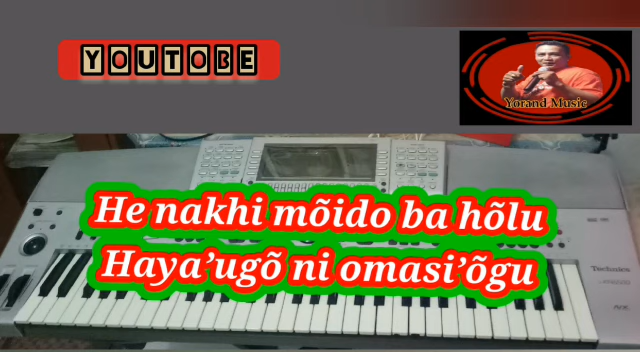 YOUTOBE
Yorand Music
He nakhi mõido ba hõlu
Haya’ugõ ni omasi’õgu
Technics